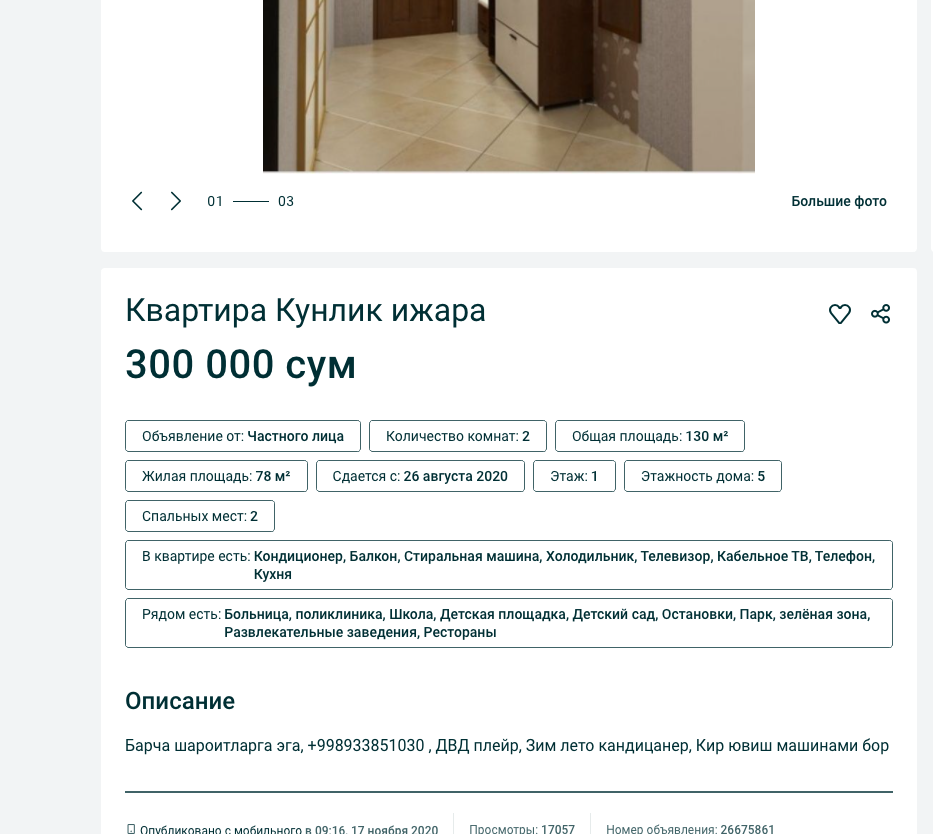 01 03
Большие фото
Квартира Кунлик ижара
300 000 сум
Объявление от: Частного лица
Количество комнат: 2
Общая площадь: 130 м²
Жилая площадь: 78 м²
Сдается с: 26 августа 2020
Этаж: 1
Этажность дома: 5
Спальных мест: 2
В квартире есть: Кондиционер, Балкон, Стиральная машина, Холодильник, Телевизор, Кабельное ТВ, Телефон,
Кухня
Рядом есть: Больница, поликлиника, Школа, Детская площадка, Детский сад, Остановки, Парк, зелёная зона,
Развлекательные заведения, Рестораны
Описание
Барча шароитларга эга, +998933851030 , ДВД плейр, Зим лето кандицанер, Кир ювиш машинами бор
Опубликовано с мобильного в 09:16, 17 ноября 2020
Просмотры: 17057
Номер объявления: 26675861